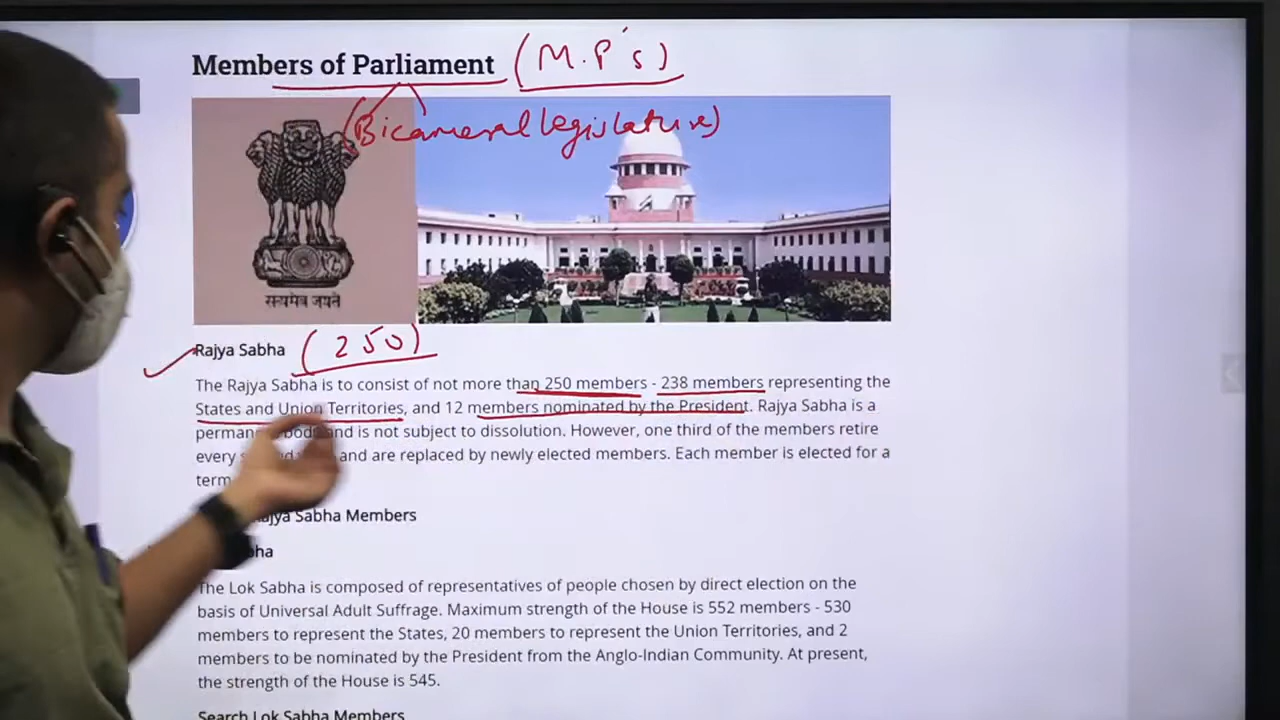 Members of Parliament (M.P's)
(Bicameral legislature)
सत्यमेव जयते
Rajya Sabha (250)
The Rajya Sabha is to consist of not more than 250 members - 238 members representing the
States and Union Territories, and 12 members nominated by the President. Rajya Sabha is a
and is not subject to dissolution. However, one third of the members retire
every and are replaced by newly elected members. Each member is elected for a
term
Rajya Sabha Members
The Lok Sabha is composed of representatives of people chosen by direct election on the
basis of Universal Adult Suffrage. Maximum strength of the House is 552 members - 530
members to represent the States, 20 members to represent the Union Territories, and 2
members to be nominated by the President from the Anglo-Indian Community. At present,
the strength of the House is 545.
Search Lok Sabha Members